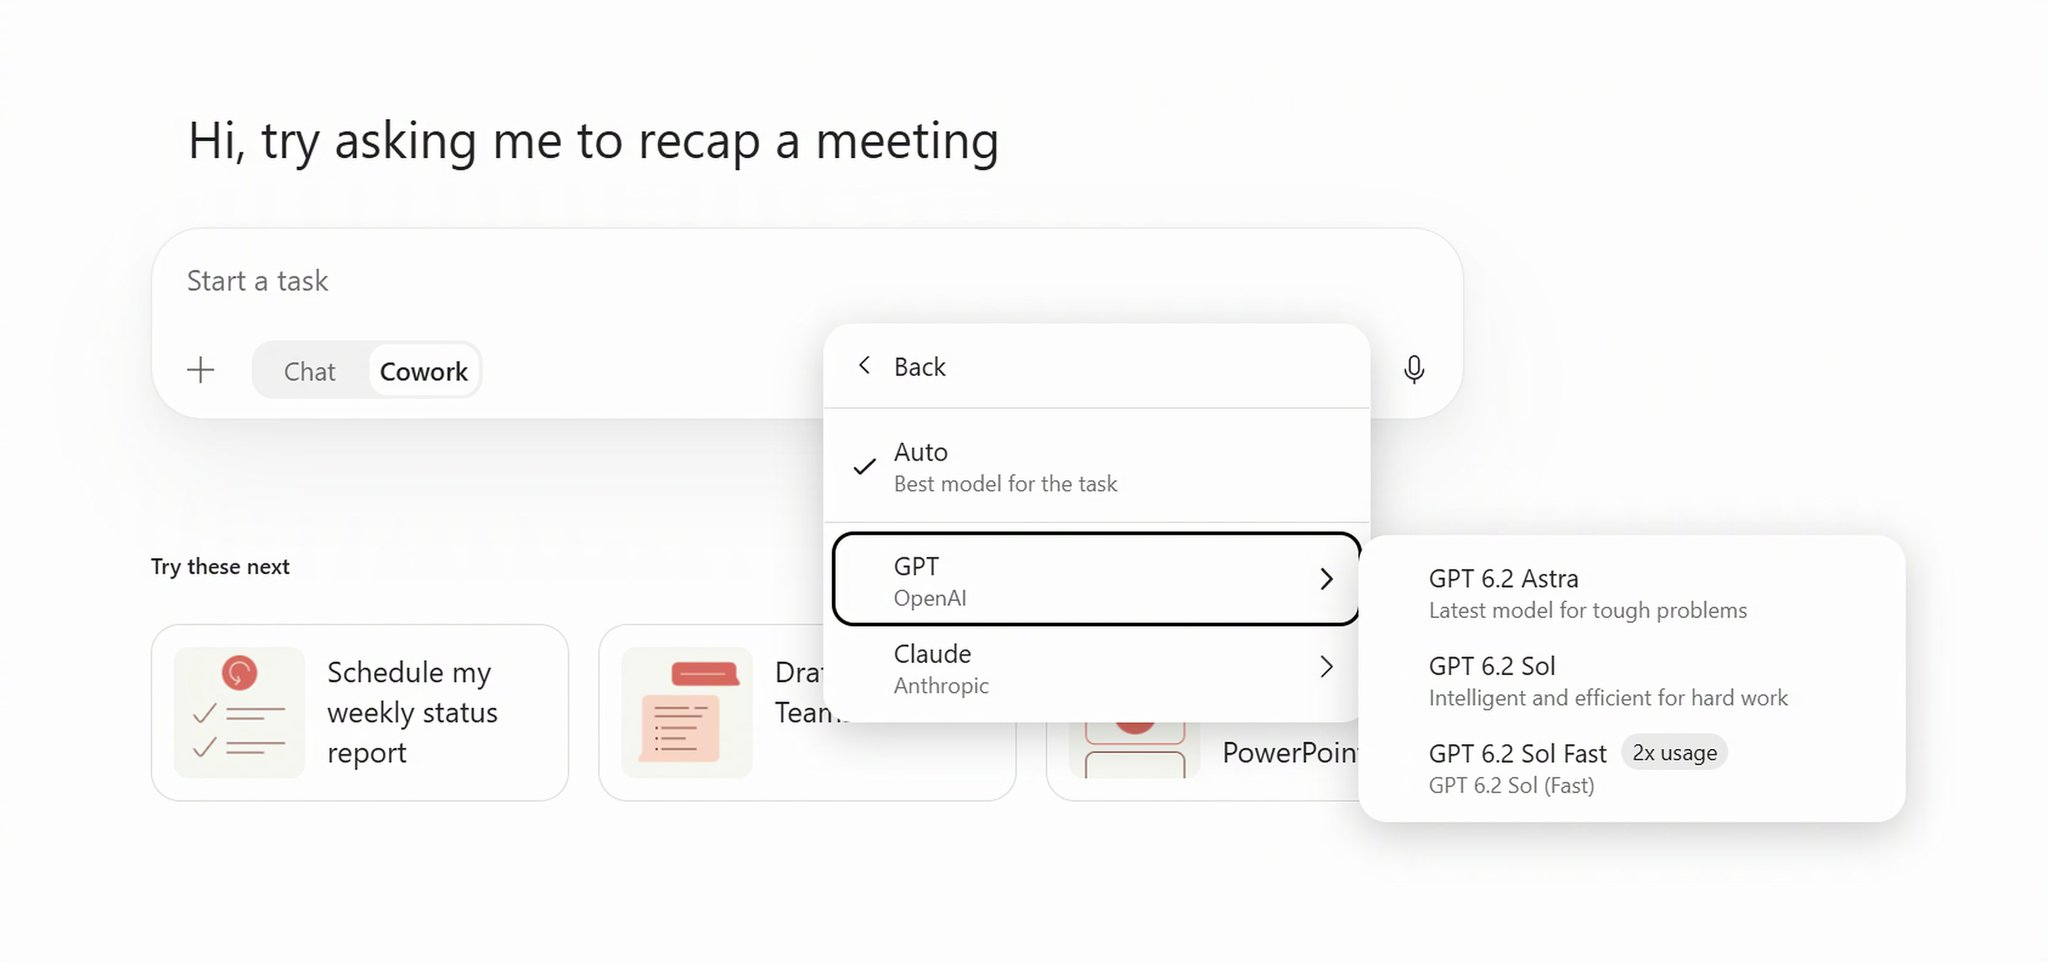 Hi, try asking me to recap a meeting
Start a task
Chat
Cowork
Back
Auto
Best model for the task
GPT
OpenAI
Claude
Anthropic
GPT 6.2 Astra
Latest model for tough problems
GPT 6.2 Sol
Intelligent and efficient for hard work
GPT 6.2 Sol Fast 2x usage
GPT 6.2 Sol (Fast)
Try these next
Schedule my
weekly status
report
PowerPoint